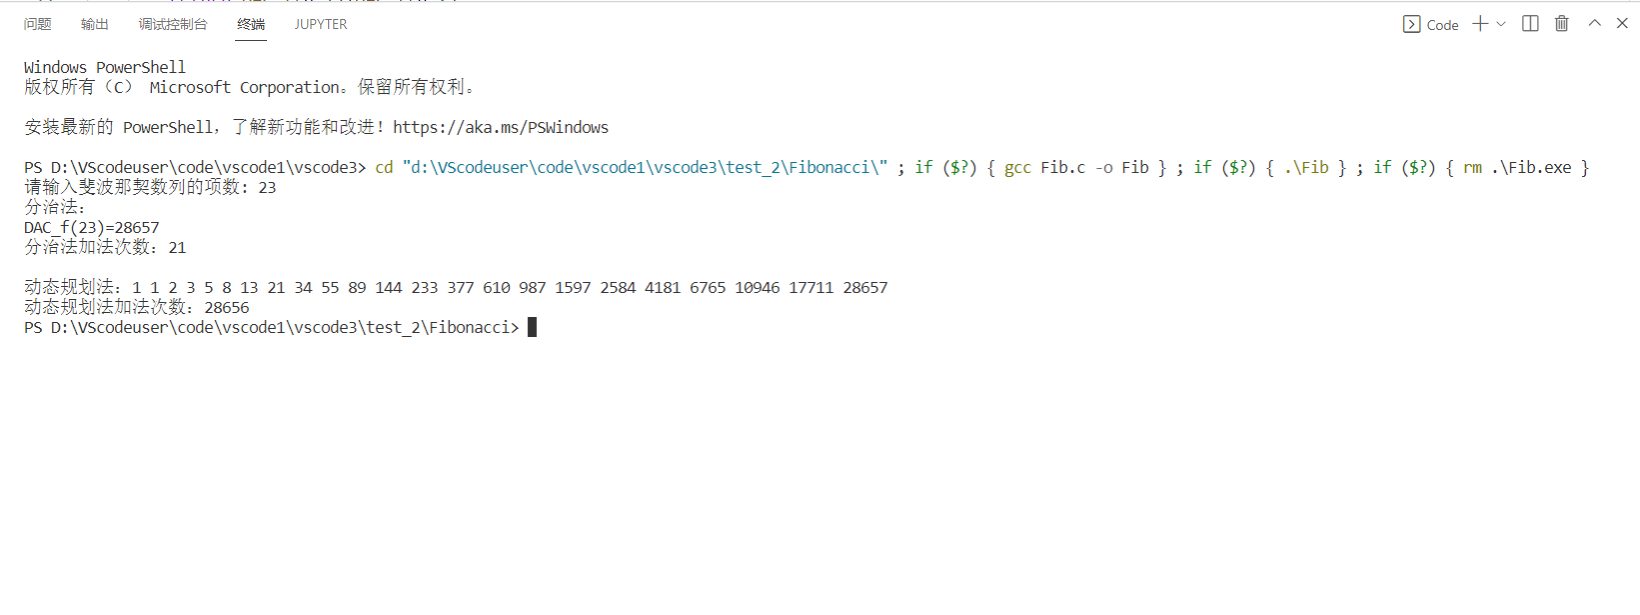 问题 输出 调试控制台 终端 JUPYTER Code
Windows PowerShell
版权所有（C） Microsoft Corporation。保留所有权利。
安装最新的 PowerShell，了解新功能和改进！https://aka.ms/PSWindows
PS D:\VScodeuser\code\vscode1\vscode3> cd "d:\VScodeuser\code\vscode1\vscode3\test_2\Fibonacci\" ; if ($?) { gcc Fib.c -o Fib } ; if ($?) { .\Fib } ; if ($?) { rm .\Fib.exe }
请输入斐波那契数列的项数: 23
分治法:
DAC_f(23)=28657
分治法加法次数: 21
动态规划法: 1 1 2 3 5 8 13 21 34 55 89 144 233 377 610 987 1597 2584 4181 6765 10946 17711 28657
动态规划法加法次数: 28656
PS D:\VScodeuser\code\vscode1\vscode3\test_2\Fibonacci>